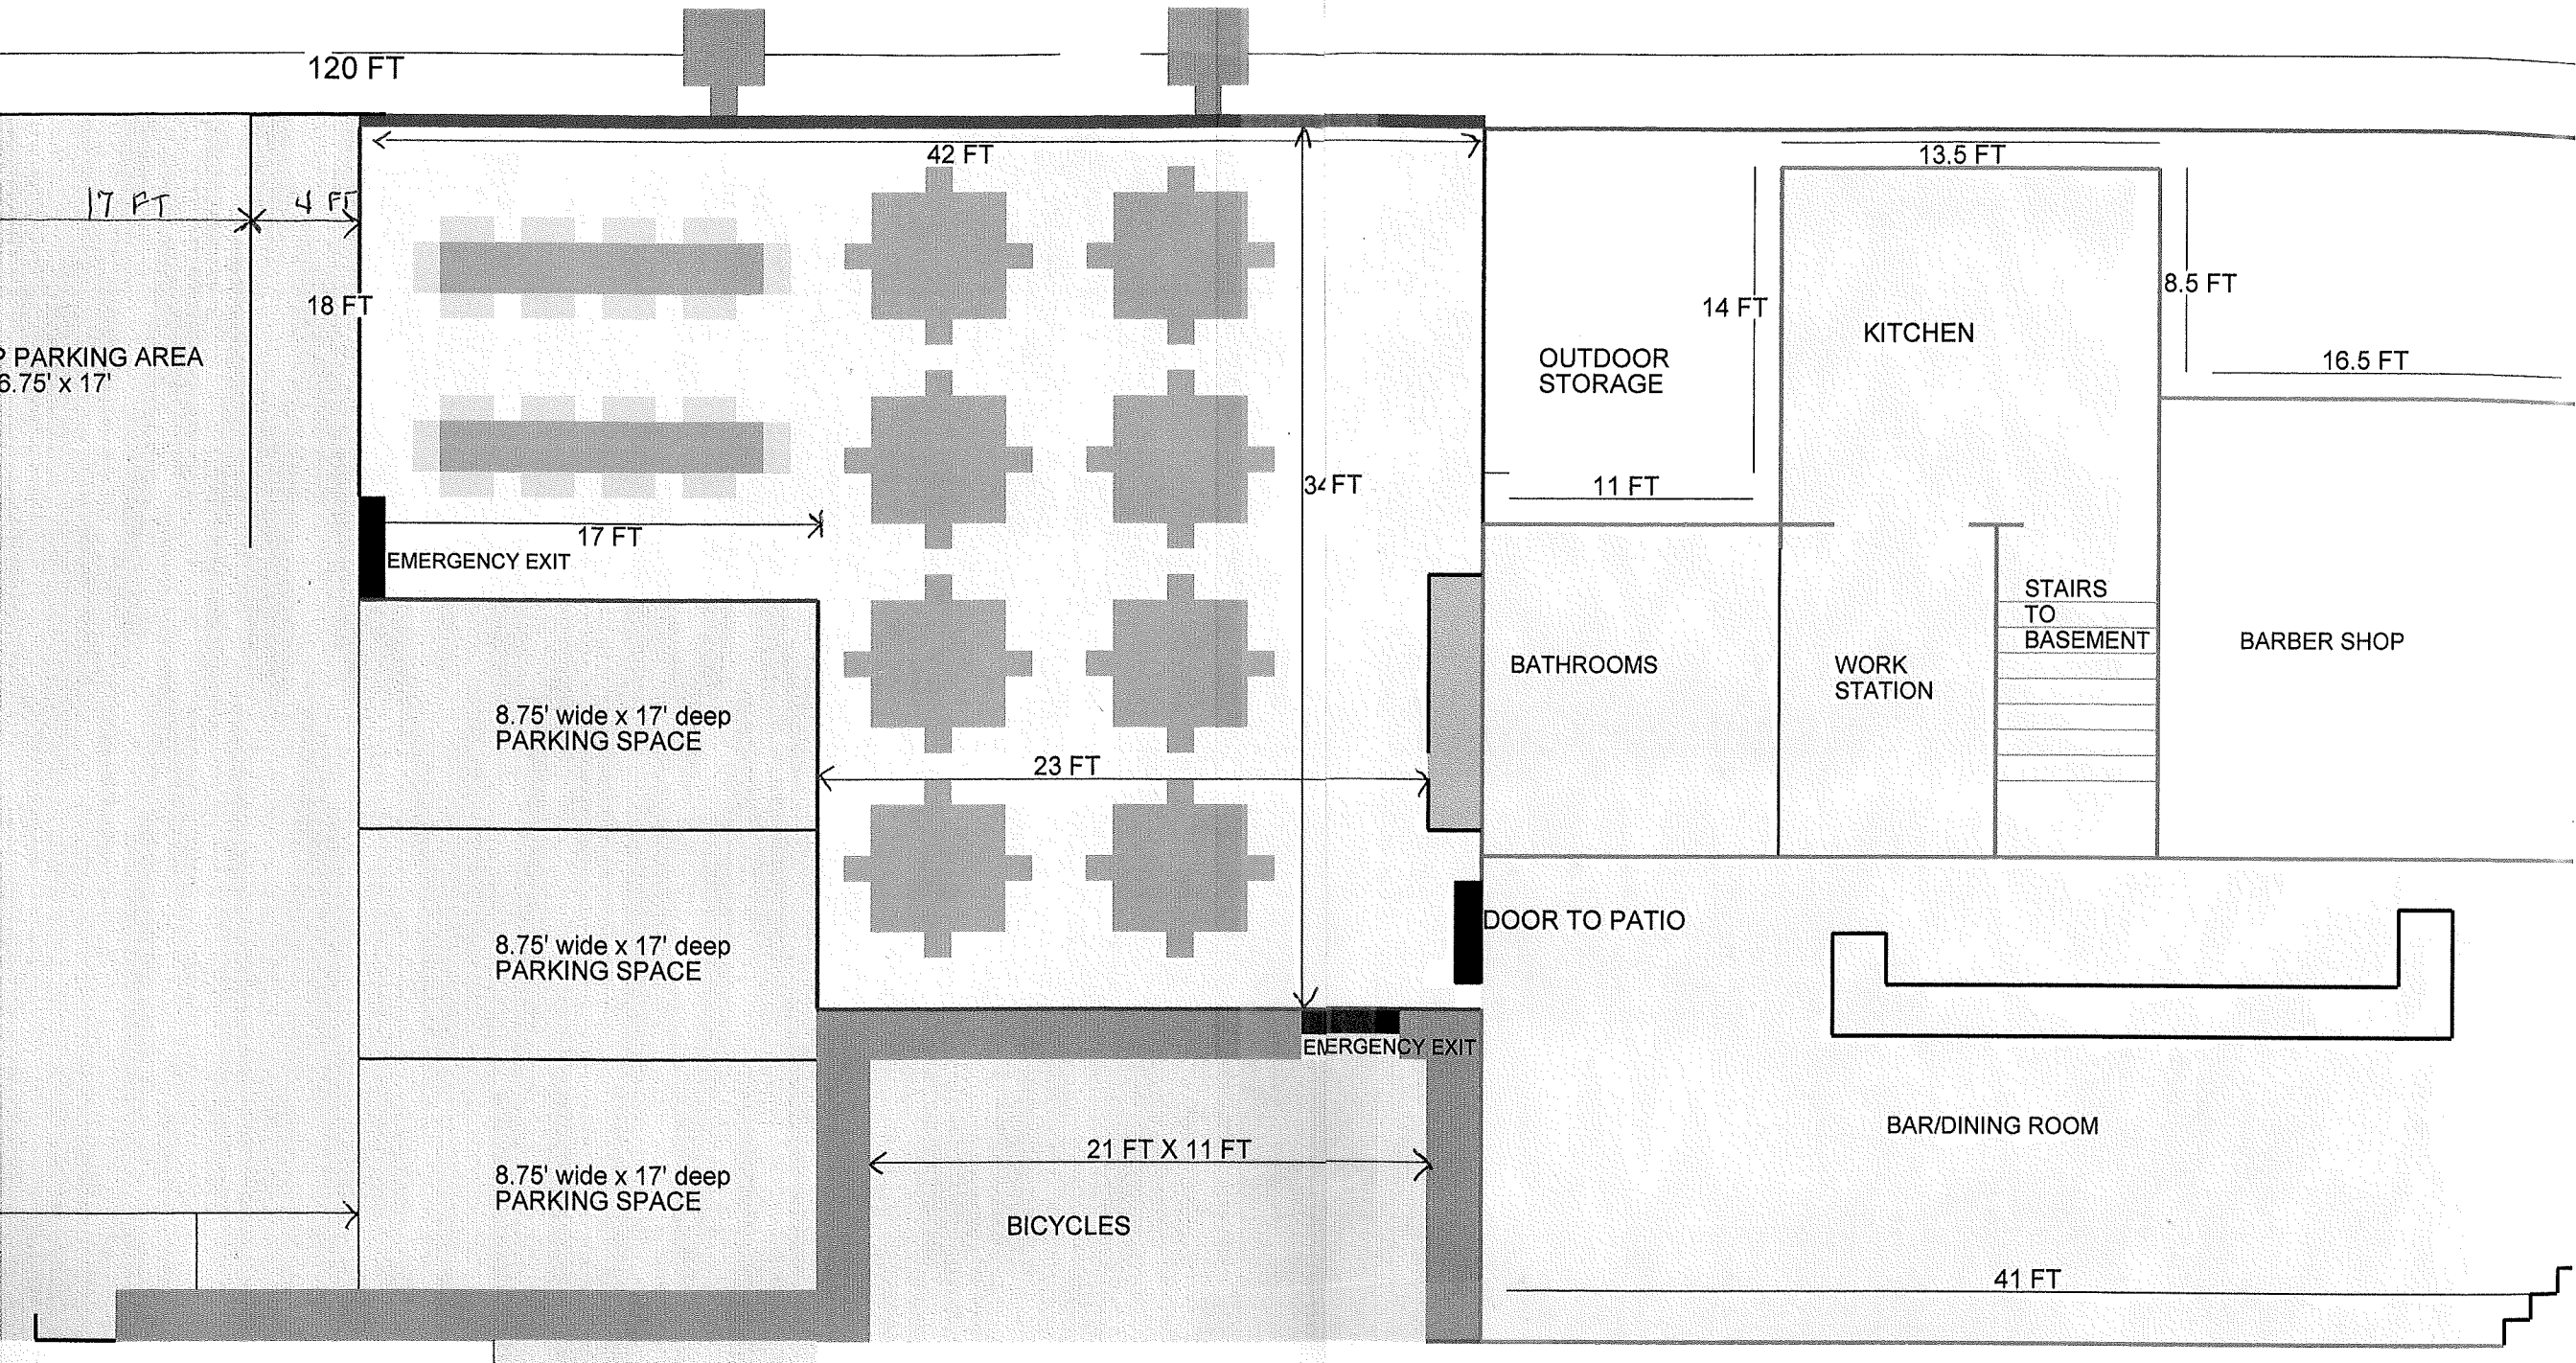 120 FT
42 FT
13.5 FT
17 FT
4 FT
18 FT
14 FT
8.5 FT
KITCHEN
PARKING AREA
6.75' x 17'
OUTDOOR
STORAGE
16.5 FT
34 FT
11 FT
17 FT
EMERGENCY EXIT
STAIRS
TO
BASEMENT
BARBER SHOP
BATHROOMS
WORK
STATION
8.75' wide x 17' deep
PARKING SPACE
23 FT
DOOR TO PATIO
8.75' wide x 17' deep
PARKING SPACE
EMERGENCY EXIT
BAR/DINING ROOM
21 FT X 11 FT
8.75' wide x 17' deep
PARKING SPACE
BICYCLES
41 FT